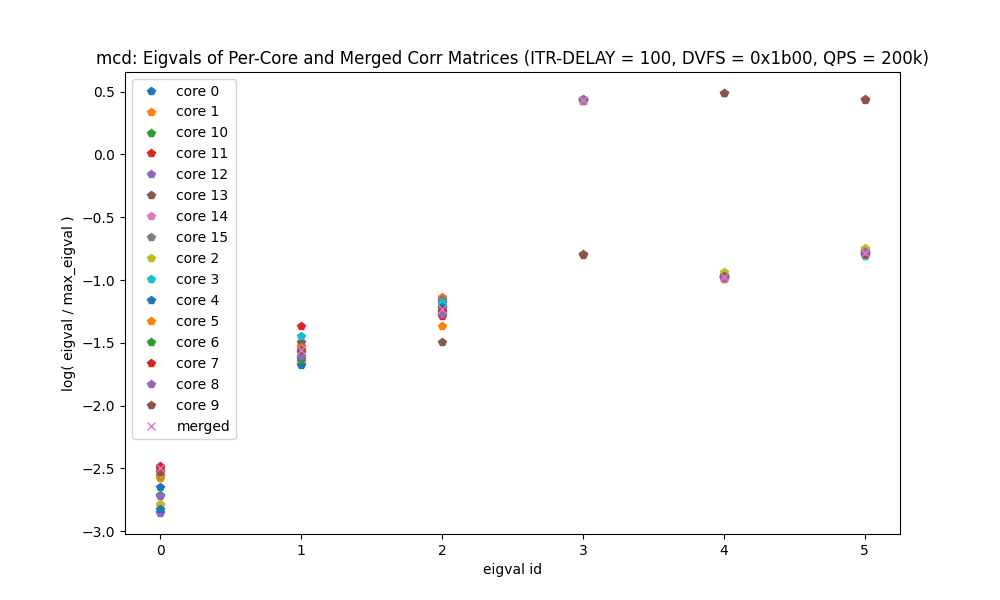 mcd: Eigvals of Per-Core and Merged Corr Matrices (ITR-DELAY = 100, DVFS = 0x1b00, QPS = 200k)
log( eigval / max_eigval )
0.5
0.0
−0.5
−1.0
−1.5
−2.0
−2.5
−3.0
core 0
core 1
core 10
core 11
core 12
core 13
core 14
core 15
core 2
core 3
core 4
core 5
core 6
core 7
core 8
core 9
merged
0 1 2 3 4 5
eigval id